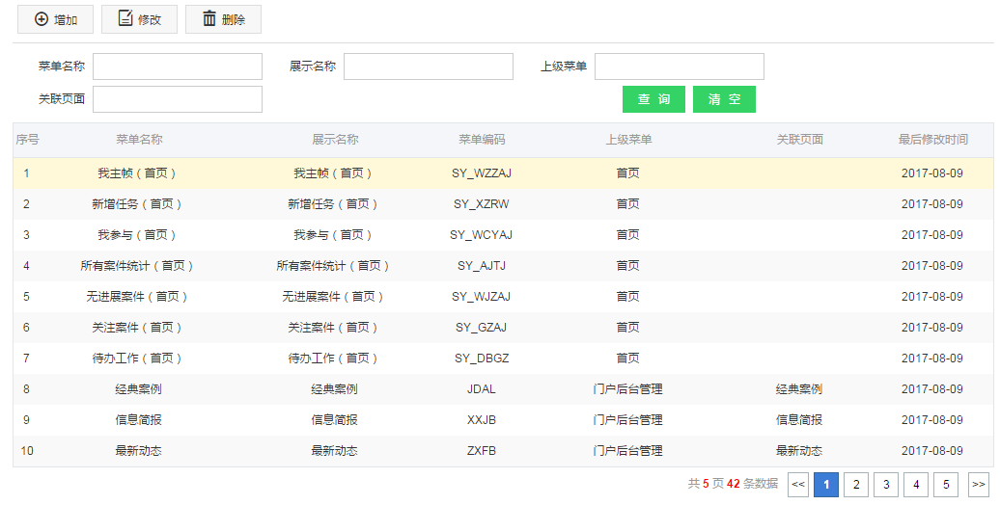 增加 修改 删除
菜单名称 展示名称 上级菜单
关联页面 查 询 清 空
序号 菜单名称 展示名称 菜单编码 上级菜单 关联页面 最后修改时间
1 我主帧（首页） 我主帧（首页） SY_WZZAJ 首页 2017-08-09
2 新增任务（首页） 新增任务（首页） SY_XZRW 首页 2017-08-09
3 我参与（首页） 我参与（首页） SY_WCYAJ 首页 2017-08-09
4 所有案件统计（首页） 所有案件统计（首页） SY_AJTJ 首页 2017-08-09
5 无进展案件（首页） 无进展案件（首页） SY_WJZAJ 首页 2017-08-09
6 关注案件（首页） 关注案件（首页） SY_GZAJ 首页 2017-08-09
7 待办工作（首页） 待办工作（首页） SY_DBGZ 首页 2017-08-09
8 经典案例 经典案例 JDAL 门户后台管理 经典案例 2017-08-09
9 信息简报 信息简报 XXJB 门户后台管理 信息简报 2017-08-09
10 最新动态 最新动态 ZXFB 门户后台管理 最新动态 2017-08-09
共 5 页 42 条数据 << 1 2 3 4 5 >>